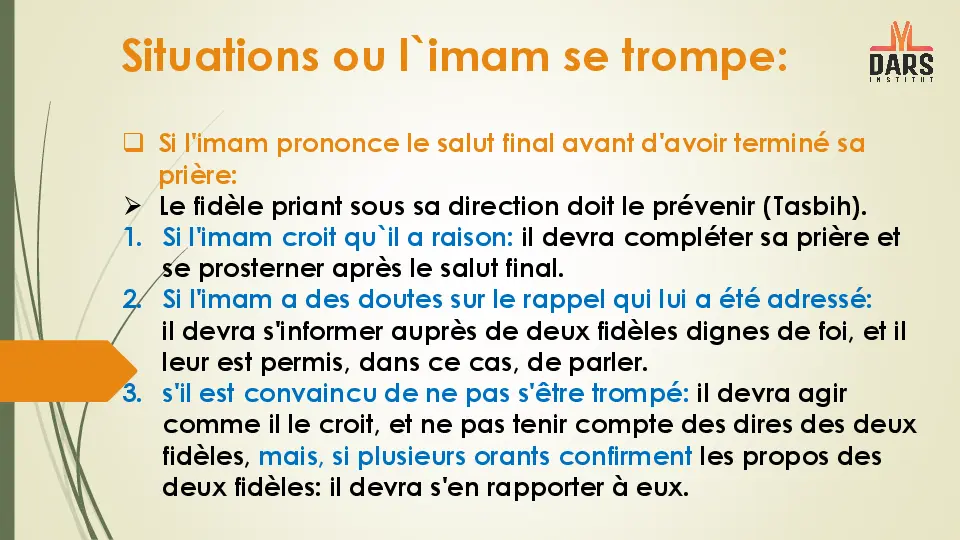 Situations ou l`imam se trompe:
M
DARS
INSTITUT
❑ Si l'imam prononce le salut final avant d'avoir terminé sa
prière:
➢ Le fidèle priant sous sa direction doit le prévenir (Tasbih).
1. Si l'imam croit qu`il a raison: il devra compléter sa prière et
se prosterner après le salut final.
2. Si l'imam a des doutes sur le rappel qui lui a été adressé:
il devra s'informer auprès de deux fidèles dignes de foi, et il
leur est permis, dans ce cas, de parler.
3. s'il est convaincu de ne pas s'être trompé: il devra agir
comme il le croit, et ne pas tenir compte des dires des deux
fidèles, mais, si plusieurs orants confirment les propos des
deux fidèles: il devra s'en rapporter à eux.